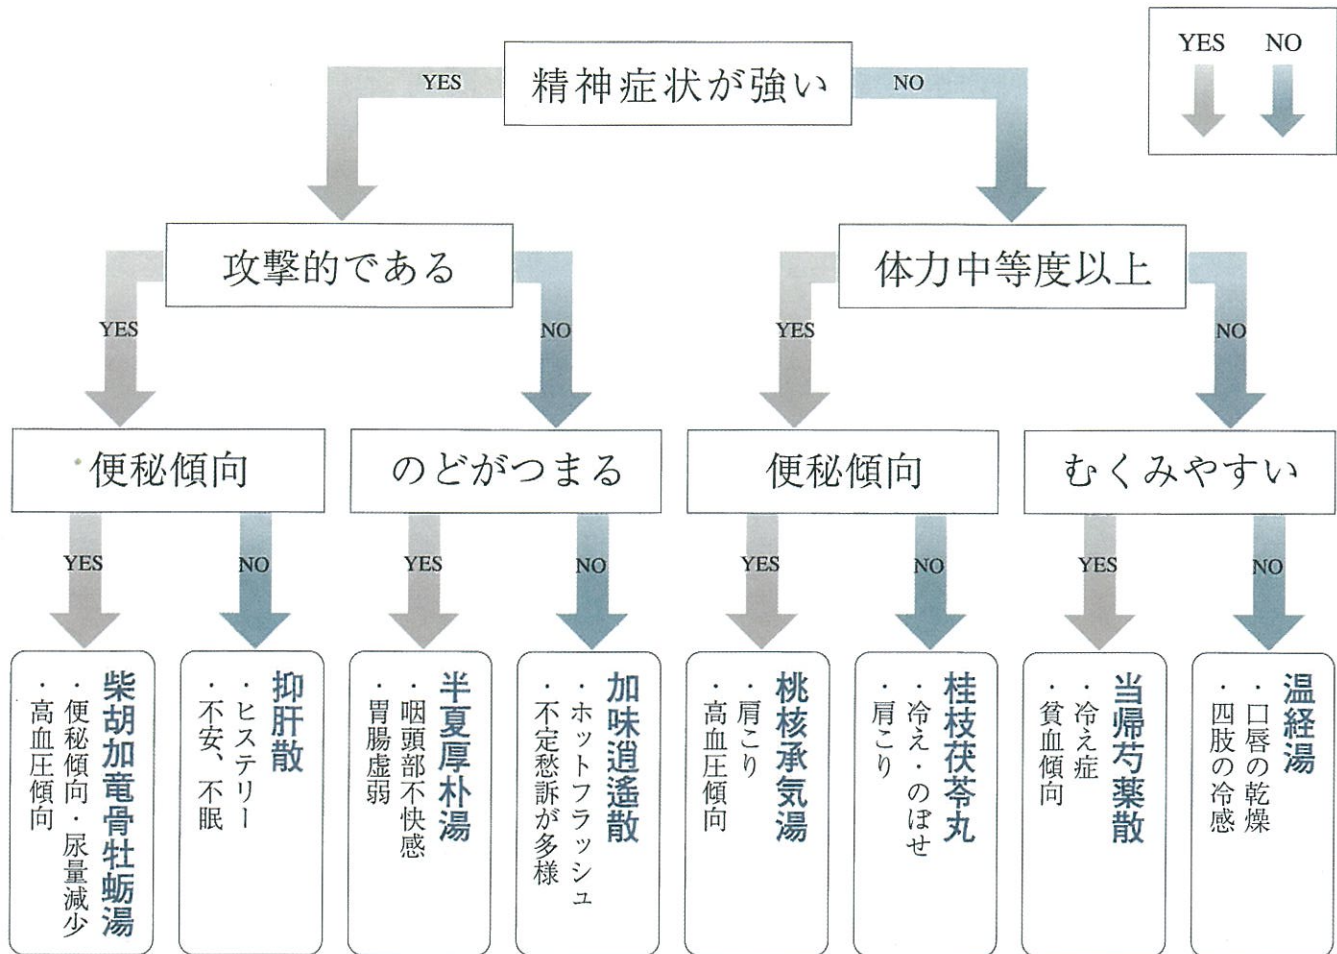 YES NO
YES
精神症状が強い
NO
攻撃的である
体力中等度以上
YES
NO
YES
NO
便秘傾向
のどがつまる
便秘傾向
むくみやすい
YES
NO
YES
NO
YES
NO
YES
NO
柴胡加竜骨牡蛎湯
・便秘傾向・尿量減少
・高血圧傾向
抑肝散
・ヒステリー
・不安、不眠
半夏厚朴湯
・咽頭部不快感
・胃腸虚弱
加味逍遙散
・ホットフラッシュ
・不定愁訴が多様
桃核承気湯
・肩こり
・高血圧傾向
桂枝茯苓丸
・冷え・のぼせ
・肩こり
当帰芍薬散
・冷え症
・貧血傾向
温経湯
・口唇の乾燥
・四肢の冷感